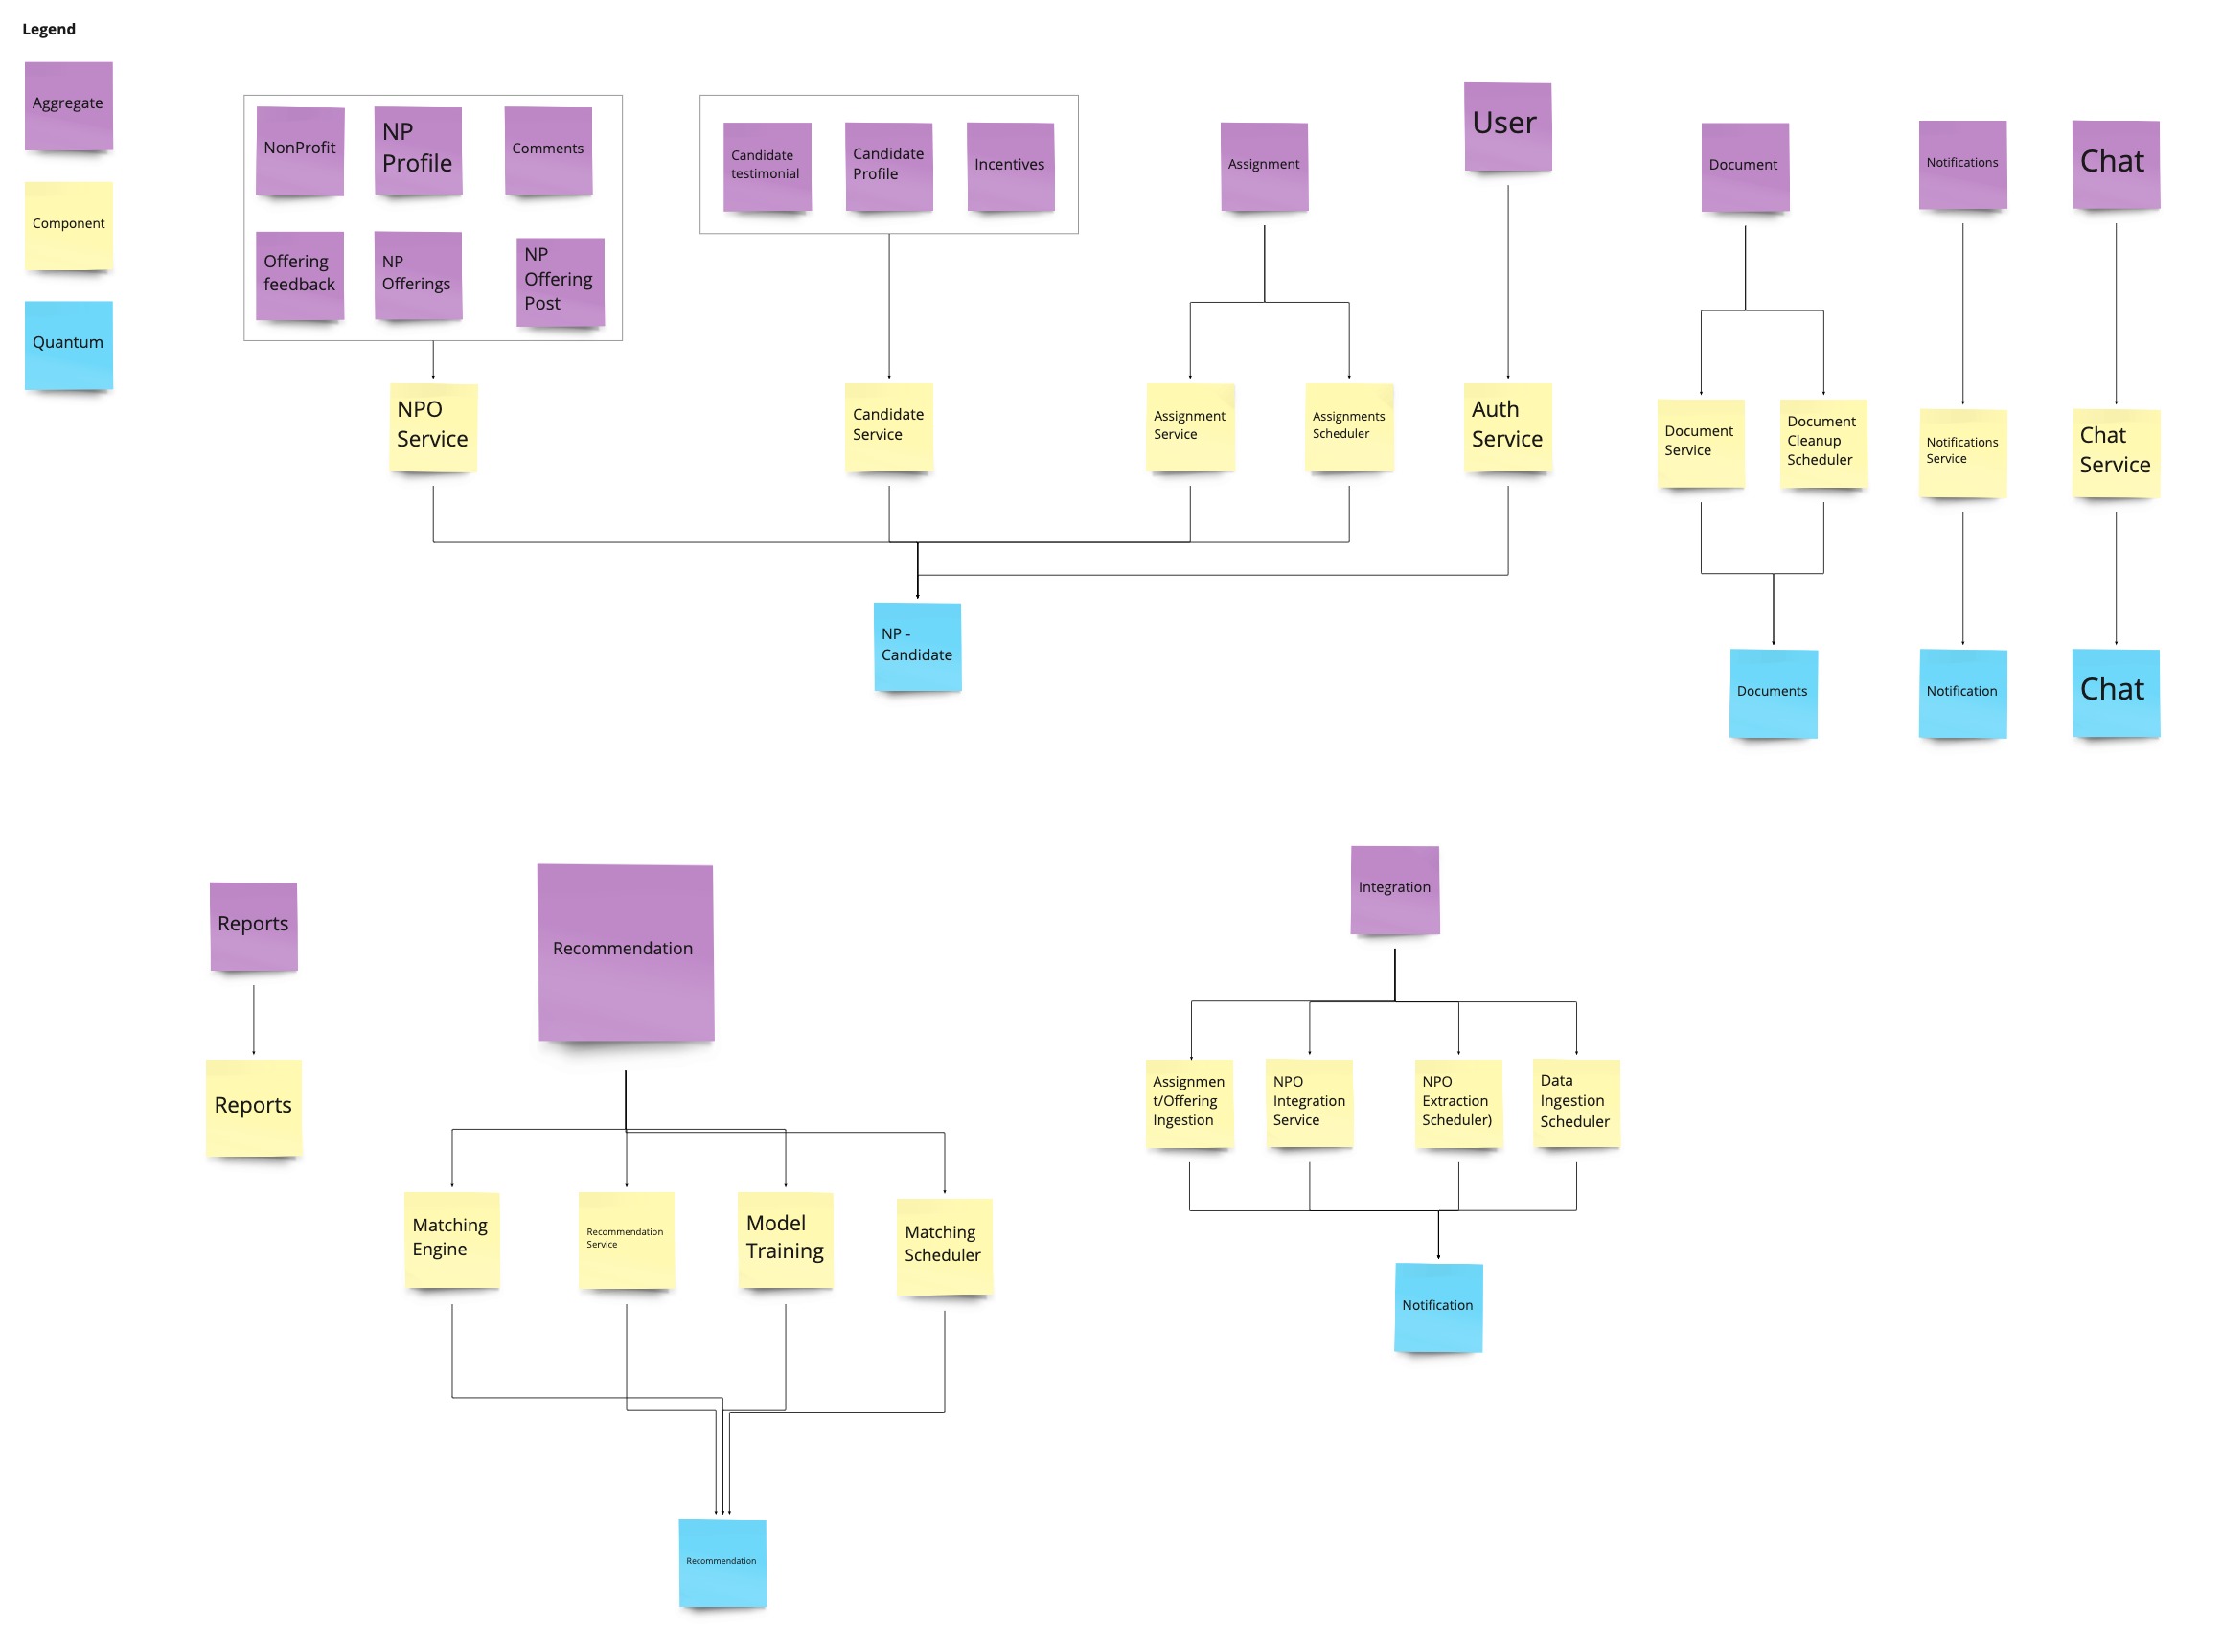 Legend
Aggregate
Component
Quantum
NonProfit
NP
Profile
Comments
Offering
feedback
NP
Offerings
NP
Offering
Post
Candidate
testimonial
Candidate
Profile
Incentives
Assignment
User
Document
Notifications
Chat
NPO
Service
Candidate
Service
Assignment
Service
Assignments
Scheduler
Auth
Service
Document
Service
Document
Cleanup
Scheduler
Notifications
Service
Chat
Service
NP -
Candidate
Documents
Notification
Chat
Reports
Recommendation
Integration
Reports
Assignmen
t/Offering
Ingestion
NPO
Integration
Service
NPO
Extraction
Scheduler)
Data
Ingestion
Scheduler
Matching
Engine
Recommendation
Service
Model
Training
Matching
Scheduler
Notification
Recommendation